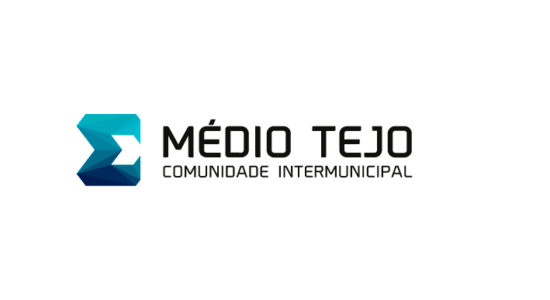 MÉDIO TEJO
COMUNIDADE INTERMUNICIPAL